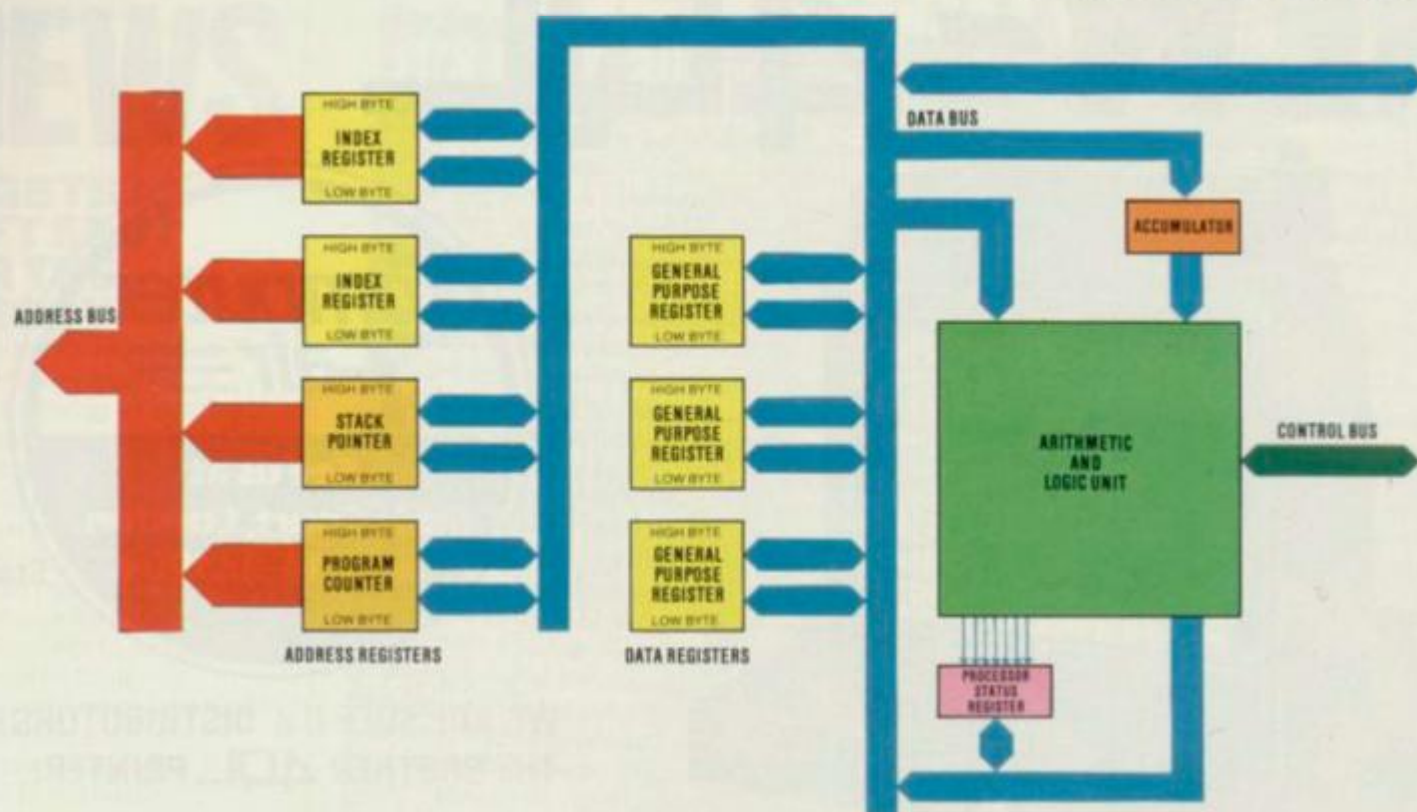 HIGH BYTE
INDEX
REGISTER
LOW BYTE
HIGH BYTE
INDEX
REGISTER
LOW BYTE
HIGH BYTE
STACK
POINTER
LOW BYTE
HIGH BYTE
PROGRAM
COUNTER
LOW BYTE
ADDRESS BUS
ADDRESS REGISTERS
HIGH BYTE
GENERAL
PURPOSE
REGISTER
LOW BYTE
HIGH BYTE
GENERAL
PURPOSE
REGISTER
LOW BYTE
HIGH BYTE
GENERAL
PURPOSE
REGISTER
LOW BYTE
DATA REGISTERS
DATA BUS
ACCUMULATOR
ARITHMETIC
AND
LOGIC UNIT
CONTROL BUS
PROCESSOR
STATUS
REGISTER